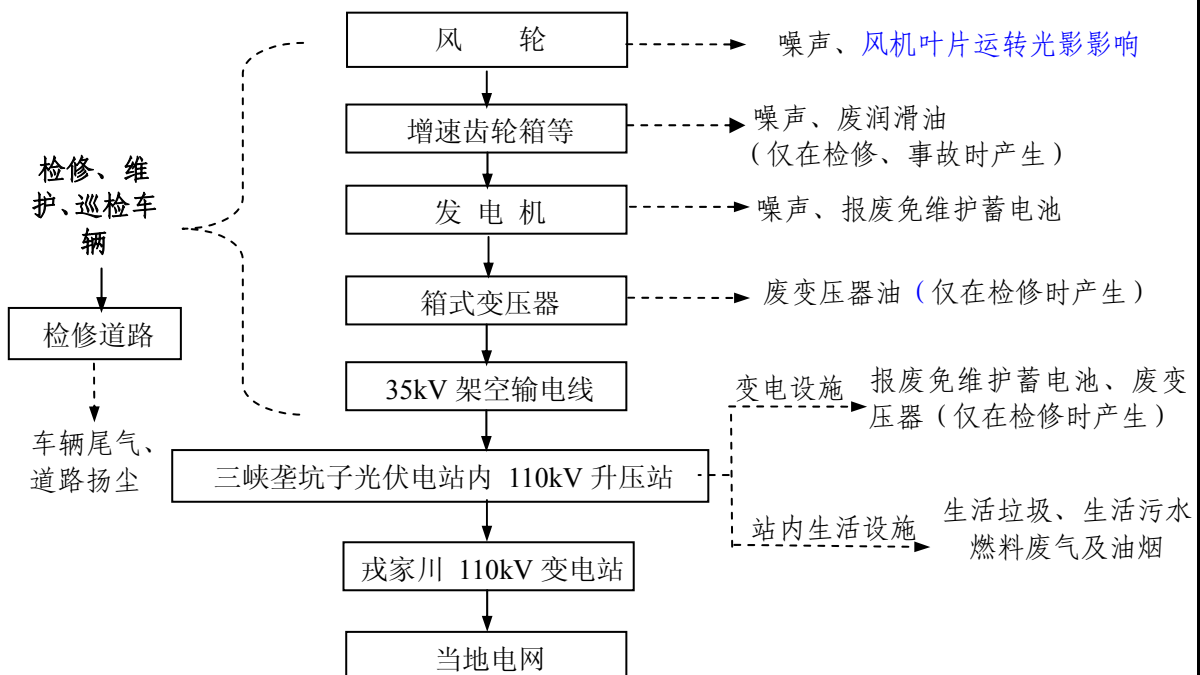 风 轮
噪声、风机叶片运转光影影响
增速齿轮箱等
噪声、废润滑油
（仅在检修、事故时产生）
检修、维
护、巡检车
辆
发 电 机
噪声、报废免维护蓄电池
箱式变压器
废变压器油（仅在检修时产生）
检修道路
35kV 架空输电线
变电设施
报废免维护蓄电池、废变
压器（仅在检修时产生）
车辆尾气、
道路扬尘
三峡垄坑子光伏电站内 110kV 升压站
站内生活设施
生活垃圾、生活污水
燃料废气及油烟
戎家川 110kV 变电站
当地电网